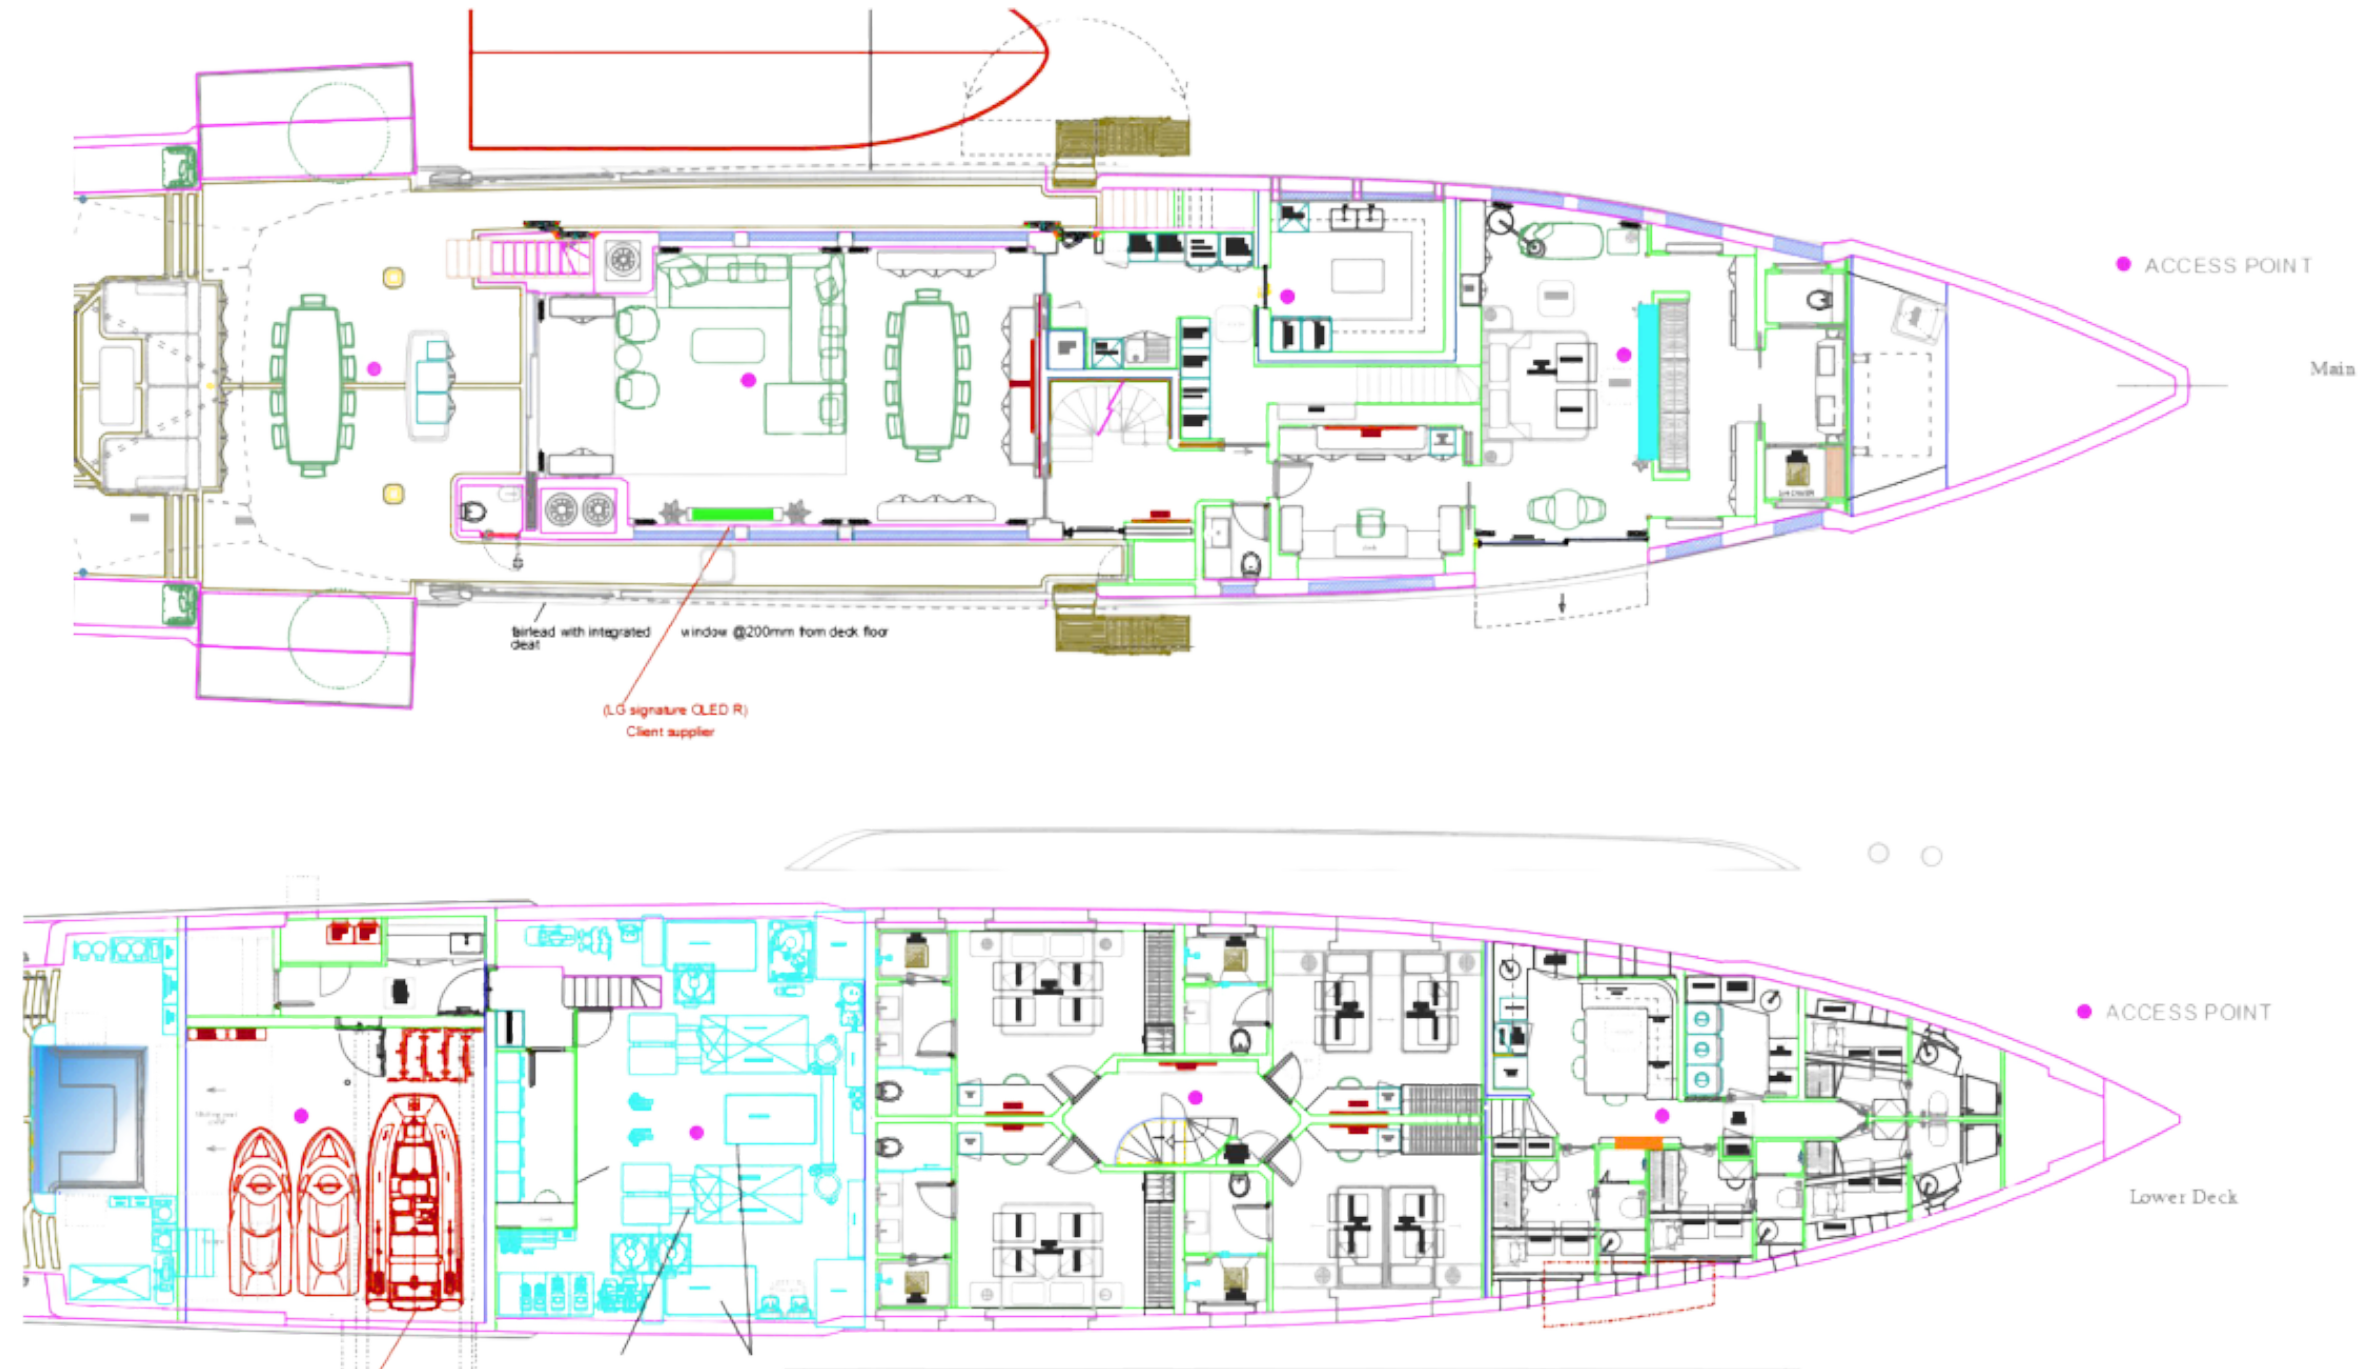 ACCESS POINT
Main
fairlead with integrated
cleat
window @200mm from deck floor
(LG signature OLED R)
Client supplier
ACCESS POINT
Lower Deck